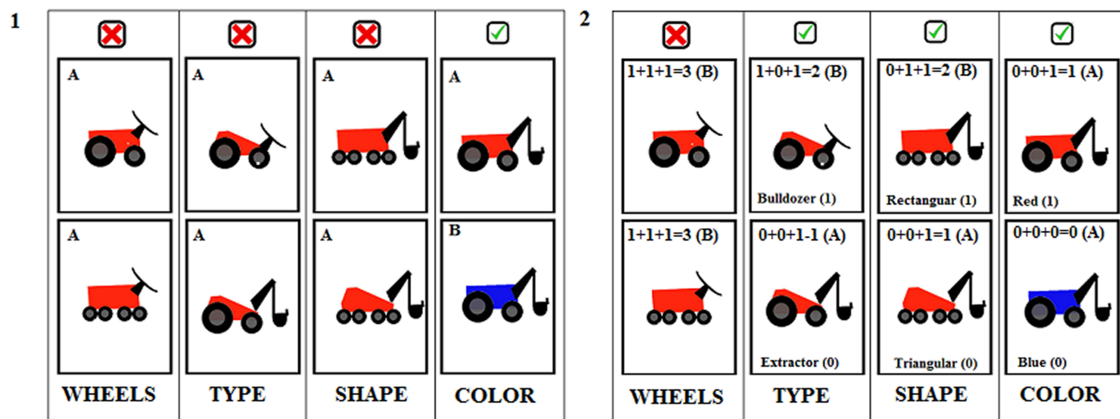 1
A
A
A
A
A
A
A
B
WHEELS
TYPE
SHAPE
COLOR
2
1+1+1=3 (B)
1+0+1=2 (B)
0+1+1=2 (B)
0+0+1=1 (A)
Bulldozer (1)
Rectanguar (1)
Red (1)
1+1+1=3 (B)
0+0+1-1 (A)
0+0+1=1 (A)
0+0+0=0 (A)
Extractor (0)
Triangular (0)
Blue (0)
WHEELS
TYPE
SHAPE
COLOR